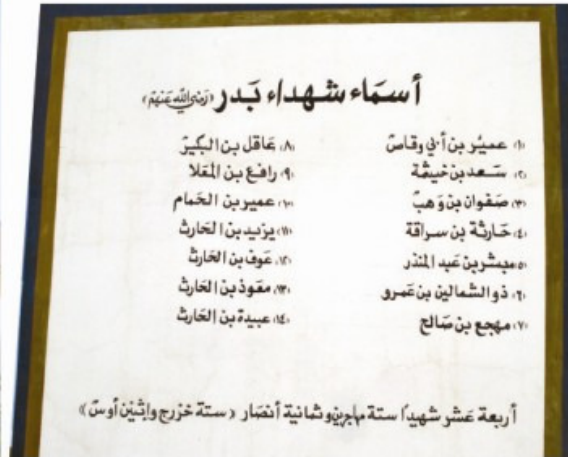 أسماء شهداء بدر (رضي الله عنهم)
(١) عمير بن أبي وقاص
(٢) سعد بن خيثمة
(٣) صفوان بن وهب
(٤) حارثة بن سراقة
(٥) مبشر بن عبد المنذر
(٦) ذو الشمالين بن عمرو
(٧) مهجع بن صالح
(٨) عاقل بن البكير
(٩) رافع بن المعلا
(١٠) عمير بن الحمام
(١١) يزيد بن الحارث
(١٢) عوف بن الحارث
(١٣) معوذ بن الحارث
(١٤) عبيدة بن الحارث
أربعة عشر شهيدا ستة مهاجرين وثمانية أنصار (ستة خزرج واثنين أوس)